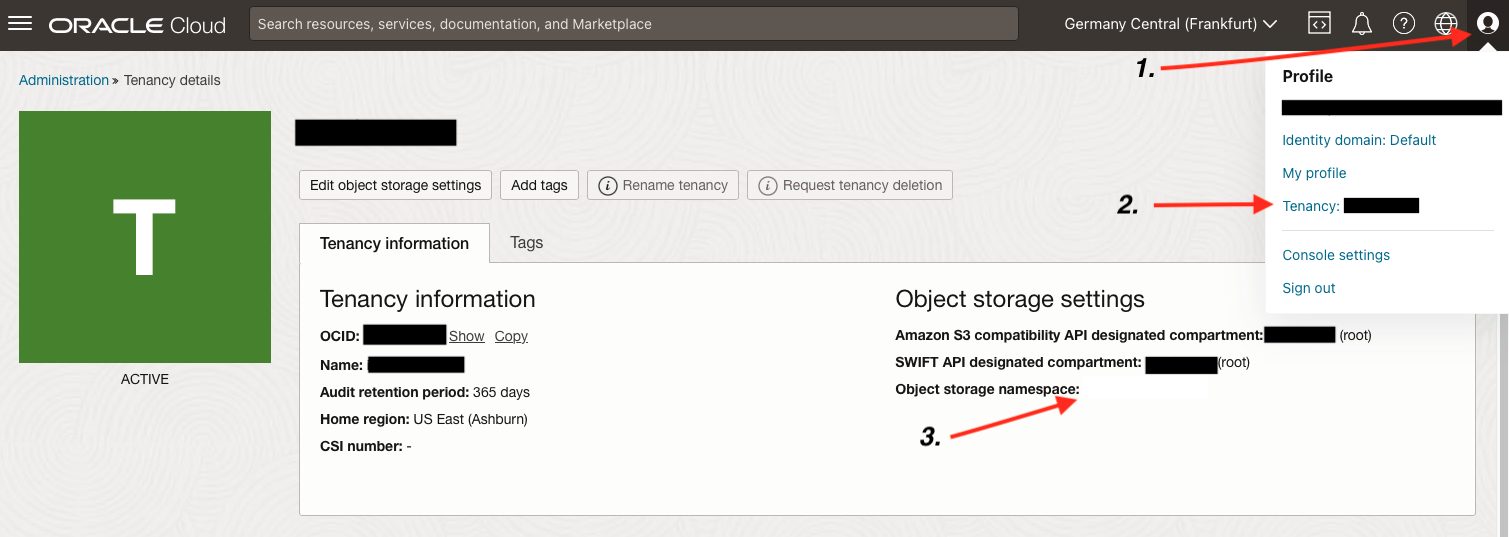 ORACLE Cloud
Search resources, services, documentation, and Marketplace
Germany Central (Frankfurt)
1.
Administration » Tenancy details
Profile
Identity domain: Default
My profile
2.
Tenancy:
Console settings
Sign out
T
ACTIVE
Edit object storage settings
Add tags
Rename tenancy
Request tenancy deletion
Tenancy information
Tags
Tenancy information
OCID: Show Copy
Name:
Audit retention period: 365 days
Home region: US East (Ashburn)
CSI number: -
Object storage settings
Amazon S3 compatibility API designated compartment: (root)
SWIFT API designated compartment: (root)
Object storage namespace:
3.